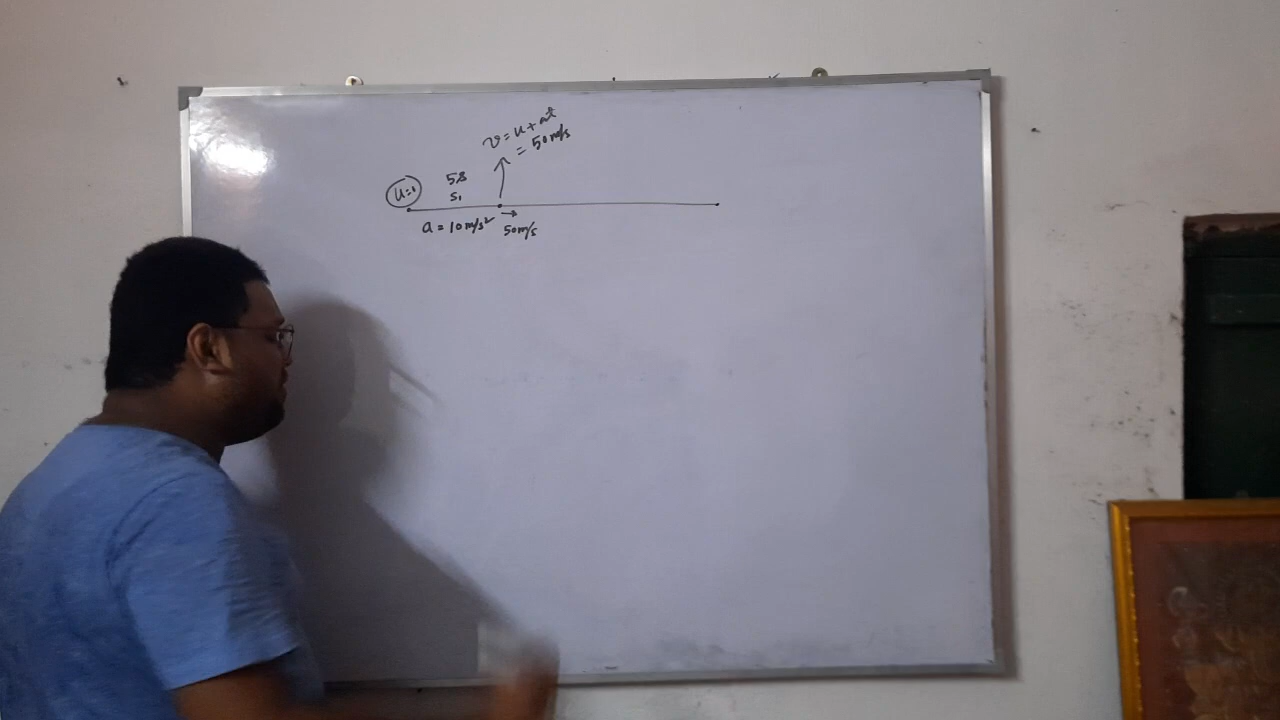 v = u + at
= 50 m/s
u=0
5s
S₁
a = 10 m/s²
50 m/s